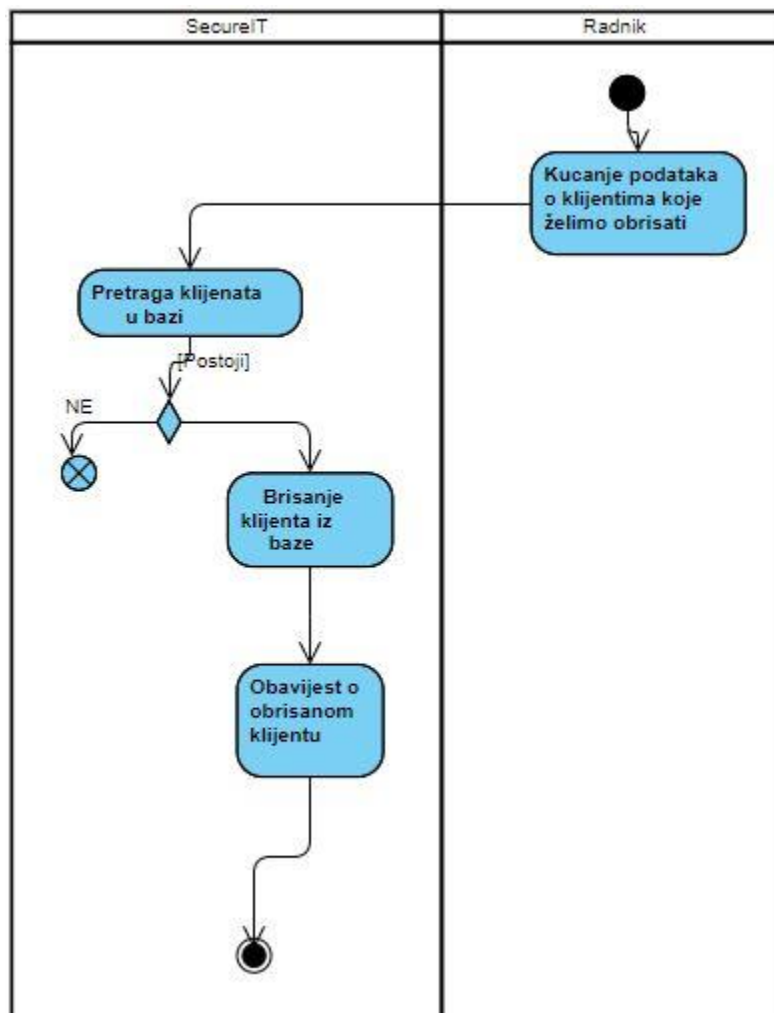 SecureIT
Radnik
Kucanje podataka
o klijentima koje
želimo obrisati
Pretraga klijenata
u bazi
[Postoji]
NE
Brisanje
klijenta iz
baze
Obavijest o
obrisanom
klijentu